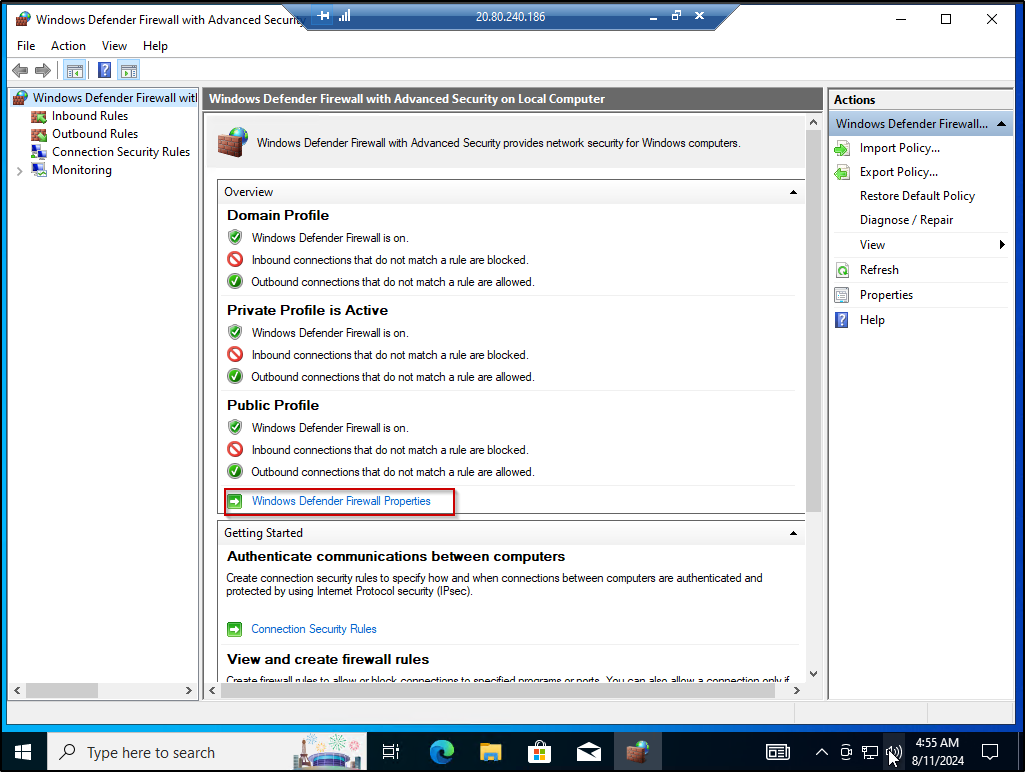 Windows Defender Firewall with Advanced Securit
20.80.240.186
File Action View Help
Windows Defender Firewall wit
Inbound Rules
Outbound Rules
Connection Security Rules
Monitoring
Windows Defender Firewall with Advanced Security on Local Computer
Windows Defender Firewall with Advanced Security provides network security for Windows computers.
Overview
Domain Profile
Windows Defender Firewall is on.
Inbound connections that do not match a rule are blocked.
Outbound connections that do not match a rule are allowed.
Private Profile is Active
Windows Defender Firewall is on.
Inbound connections that do not match a rule are blocked.
Outbound connections that do not match a rule are allowed.
Public Profile
Windows Defender Firewall is on.
Inbound connections that do not match a rule are blocked.
Outbound connections that do not match a rule are allowed.
Windows Defender Firewall Properties
Getting Started
Authenticate communications between computers
Create connection security rules to specify how and when connections between computers are authenticated and
protected by using Internet Protocol security (IPsec).
Connection Security Rules
View and create firewall rules
Create firewall rules to allow or block connections to specified programs or ports. You can also allow a connection only if
Actions
Windows Defender Firewall...
Import Policy...
Export Policy...
Restore Default Policy
Diagnose / Repair
View
Refresh
Properties
Help
Type here to search
4:55 AM
8/11/2024